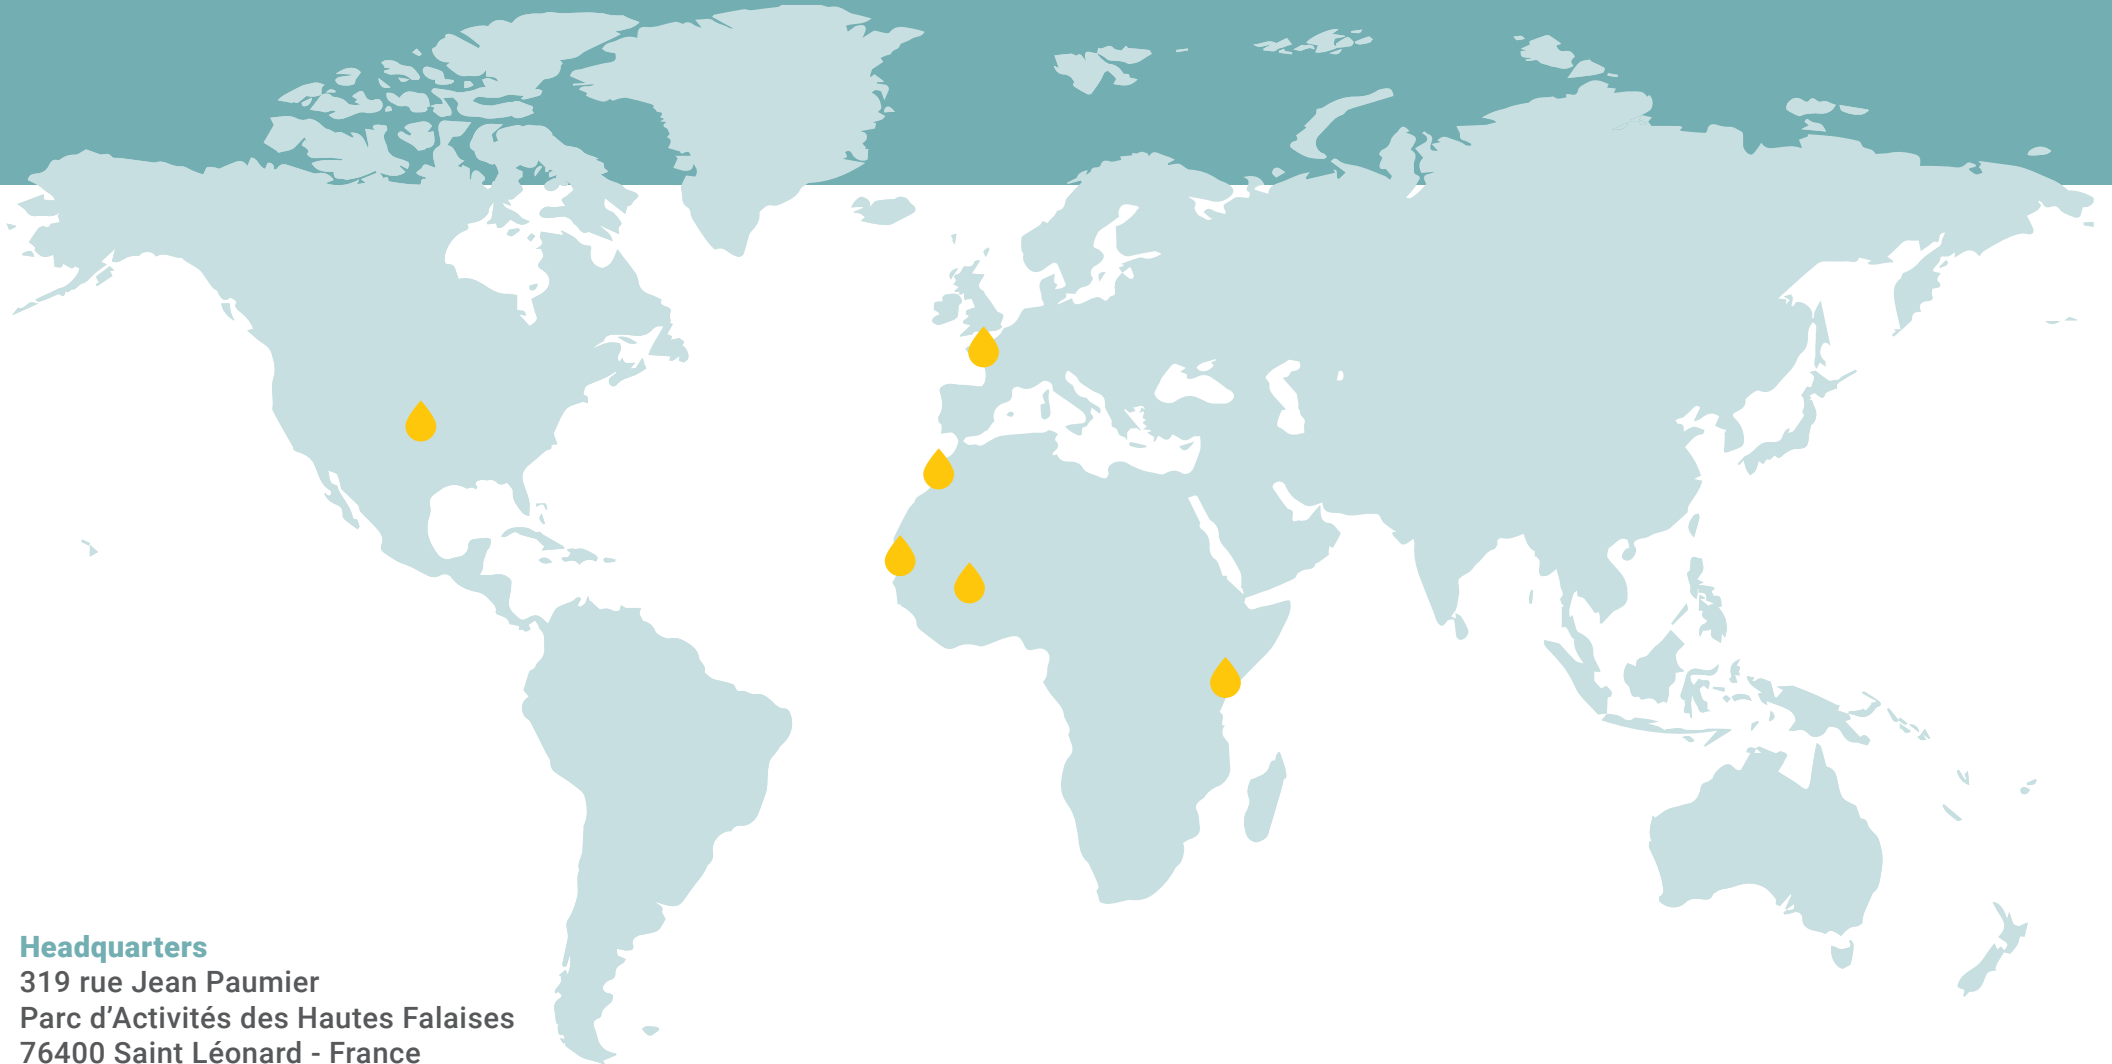 Headquarters
319 rue Jean Paumier
Parc d’Activités des Hautes Falaises
76400 Saint Léonard - France